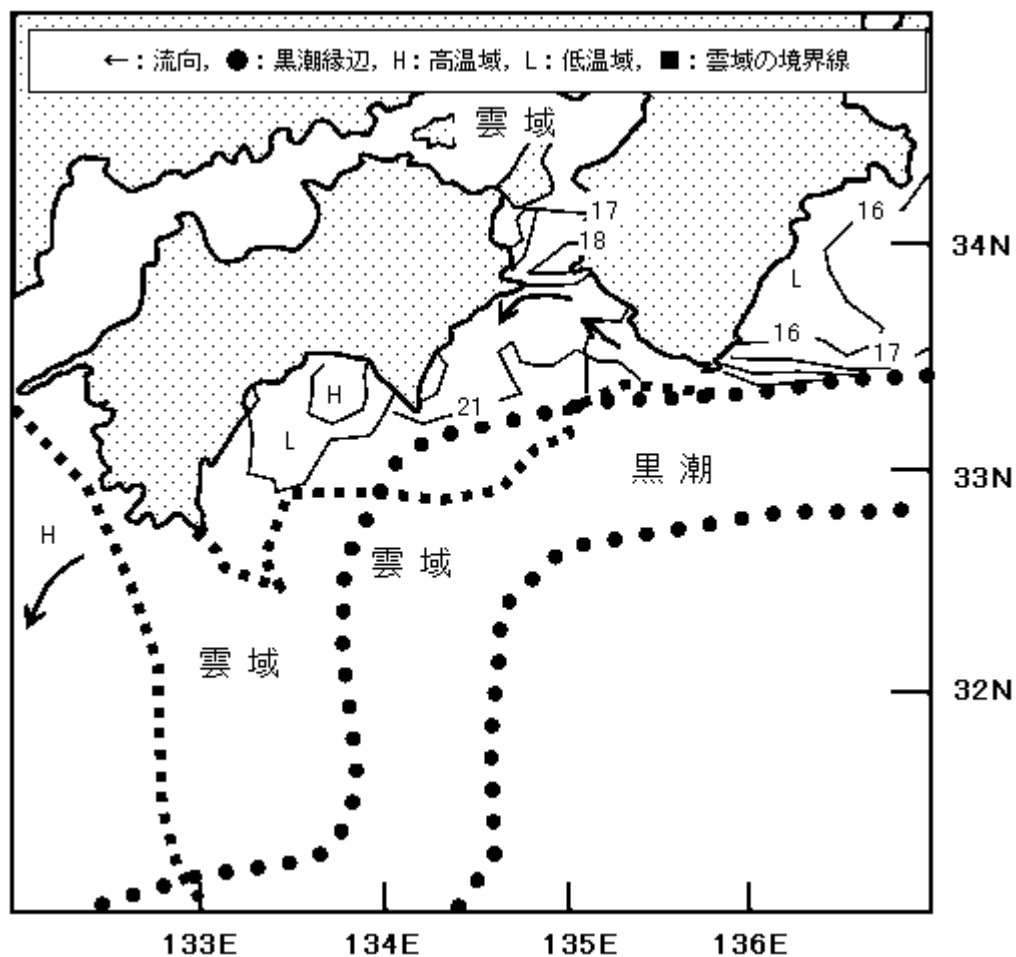 ←：流向，●：黒潮縁辺，H：高温域，L：低温域，■：雲域の境界線
雲域
17
16
18
34N
L
16
17
H
21
L
黒潮
33N
H
雲域
雲域
32N
133E
134E
135E
136E